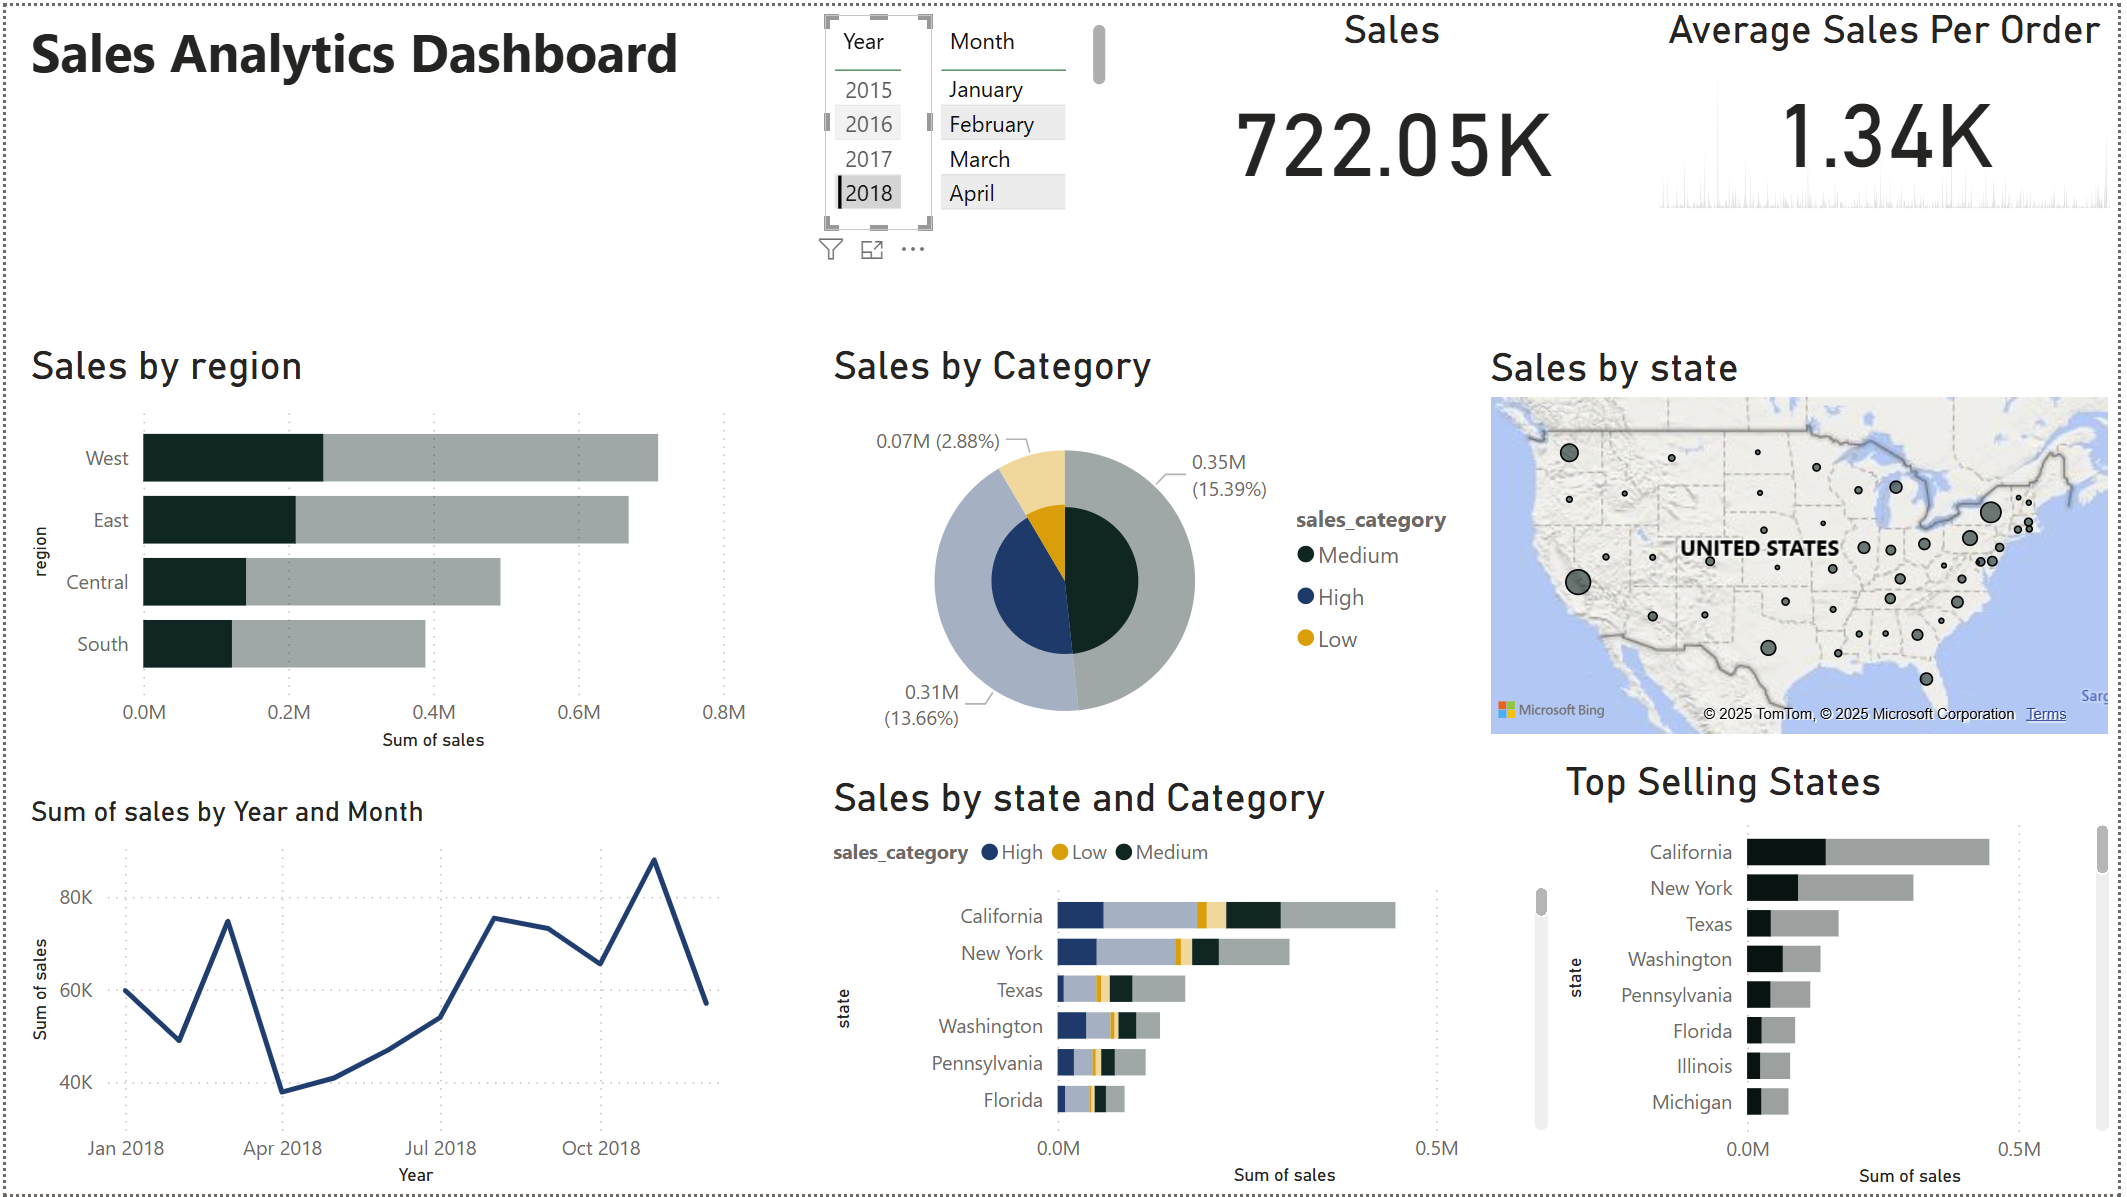 Sales Analytics Dashboard
Year
2015
2016
2017
2018
Month
January
February
March
April
Sales
722.05K
Average Sales Per Order
1.34K
Sales by region
region
West
East
Central
South
0.0M 0.2M 0.4M 0.6M 0.8M
Sum of sales
Sales by Category
0.07M (2.88%)
0.35M
(15.39%)
0.31M
(13.66%)
sales_category
Medium
High
Low
Sales by state
UNITED STATES
Sarg
Microsoft Bing
© 2025 TomTom, © 2025 Microsoft Corporation Terms
Sum of sales by Year and Month
Sum of sales
80K
60K
40K
Jan 2018 Apr 2018 Jul 2018 Oct 2018
Year
Sales by state and Category
sales_category High Low Medium
state
California
New York
Texas
Washington
Pennsylvania
Florida
0.0M 0.5M
Sum of sales
Top Selling States
state
California
New York
Texas
Washington
Pennsylvania
Florida
Illinois
Michigan
0.0M 0.5M
Sum of sales